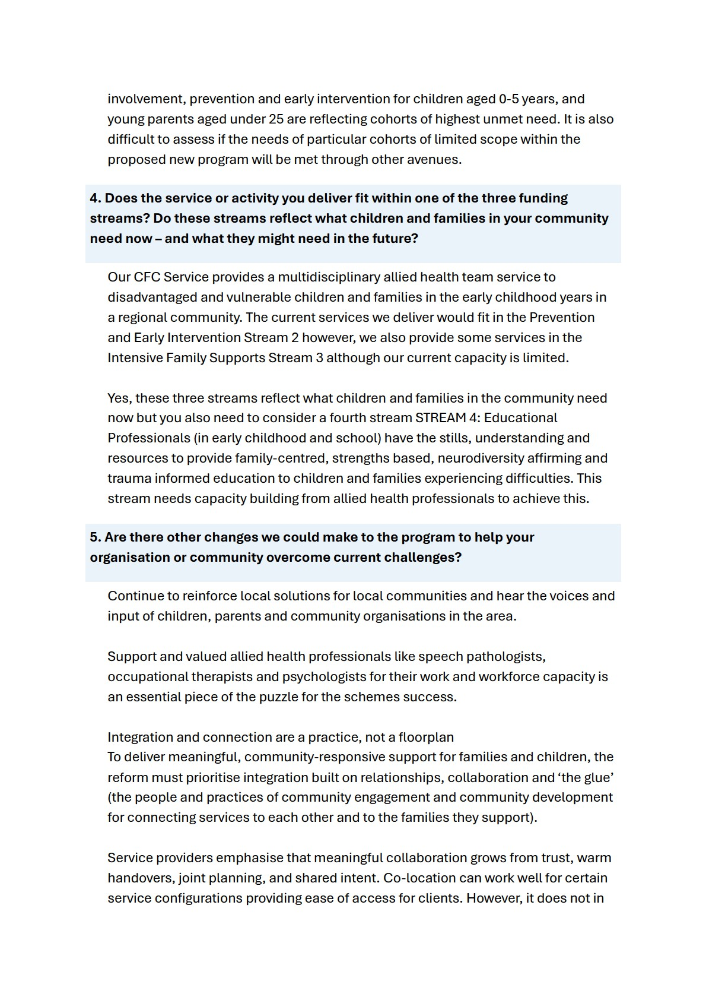 involvement, prevention and early intervention for children aged 0-5 years, and
young parents aged under 25 are reflecting cohorts of highest unmet need. It is also
difficult to assess if the needs of particular cohorts of limited scope within the
proposed new program will be met through other avenues.
4. Does the service or activity you deliver fit within one of the three funding
streams? Do these streams reflect what children and families in your community
need now – and what they might need in the future?
Our CFC Service provides a multidisciplinary allied health team service to
disadvantaged and vulnerable children and families in the early childhood years in
a regional community. The current services we deliver would fit in the Prevention
and Early Intervention Stream 2 however, we also provide some services in the
Intensive Family Supports Stream 3 although our current capacity is limited.
Yes, these three streams reflect what children and families in the community need
now but you also need to consider a fourth stream STREAM 4: Educational
Professionals (in early childhood and school) have the stills, understanding and
resources to provide family-centred, strengths based, neurodiversity affirming and
trauma informed education to children and families experiencing difficulties. This
stream needs capacity building from allied health professionals to achieve this.
5. Are there other changes we could make to the program to help your
organisation or community overcome current challenges?
Continue to reinforce local solutions for local communities and hear the voices and
input of children, parents and community organisations in the area.
Support and valued allied health professionals like speech pathologists,
occupational therapists and psychologists for their work and workforce capacity is
an essential piece of the puzzle for the schemes success.
Integration and connection are a practice, not a floorplan
To deliver meaningful, community-responsive support for families and children, the
reform must prioritise integration built on relationships, collaboration and ‘the glue’
(the people and practices of community engagement and community development
for connecting services to each other and to the families they support).
Service providers emphasise that meaningful collaboration grows from trust, warm
handovers, joint planning, and shared intent. Co-location can work well for certain
service configurations providing ease of access for clients. However, it does not in